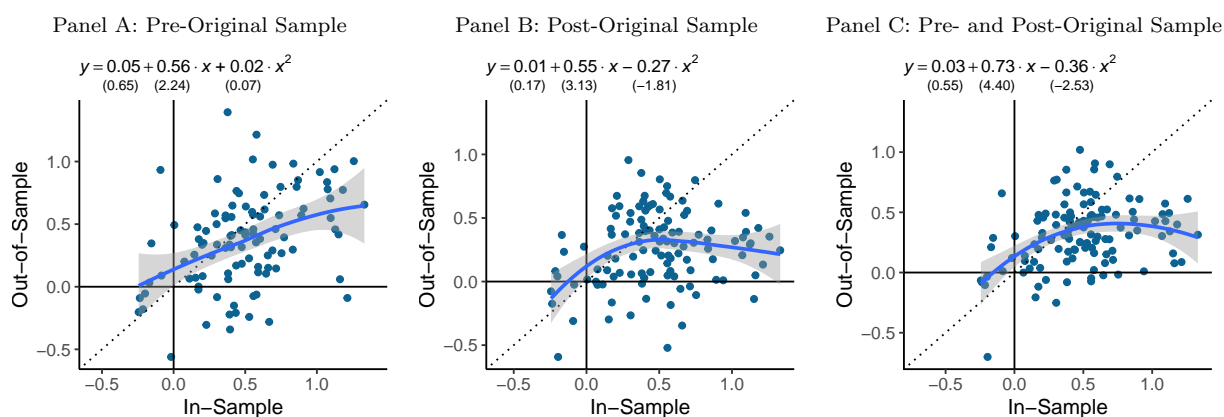 Panel A: Pre-Original Sample
y = 0.05 + 0.56 · x + 0.02 · x²
(0.65) (2.24) (0.07)
1.0
0.5
0.0
−0.5
Out−of−Sample
−0.5 0.0 0.5 1.0
In−Sample
Panel B: Post-Original Sample
y = 0.01 + 0.55 · x − 0.27 · x²
(0.17) (3.13) (−1.81)
1.0
0.5
0.0
−0.5
Out−of−Sample
−0.5 0.0 0.5 1.0
In−Sample
Panel C: Pre- and Post-Original Sample
y = 0.03 + 0.73 · x − 0.36 · x²
(0.55) (4.40) (−2.53)
1.0
0.5
0.0
−0.5
Out−of−Sample
−0.5 0.0 0.5 1.0
In−Sample